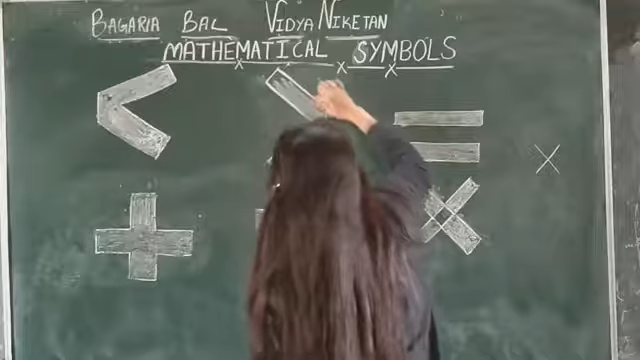 BAGARIA BAL VIDYA NIKETAN
MATHEMATICAL SYMBOLS
<
=
×
+
×